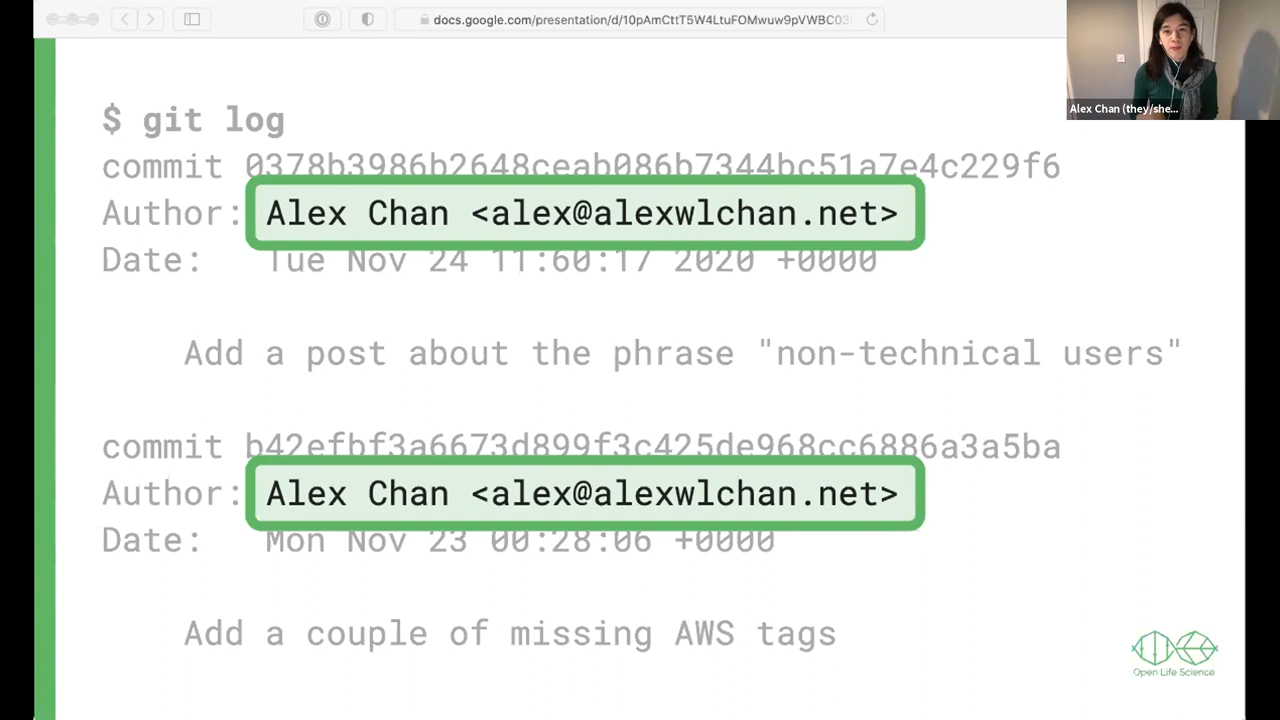 docs.google.com/presentation/d/10pAmCttT5W4LtuFOMwuw9pVWBC03
Alex Chan (they/she...
$ git log
commit 0378b3986b2648ceab086b7344bc51a7e4c229f6
Author: Alex Chan <alex@alexwlchan.net>
Date: Tue Nov 24 11:60:17 2020 +0000
Add a post about the phrase "non-technical users"
commit b42efbf3a6673d899f3c425de968cc6886a3a5ba
Author: Alex Chan <alex@alexwlchan.net>
Date: Mon Nov 23 00:28:06 +0000
Add a couple of missing AWS tags
Open Life Science